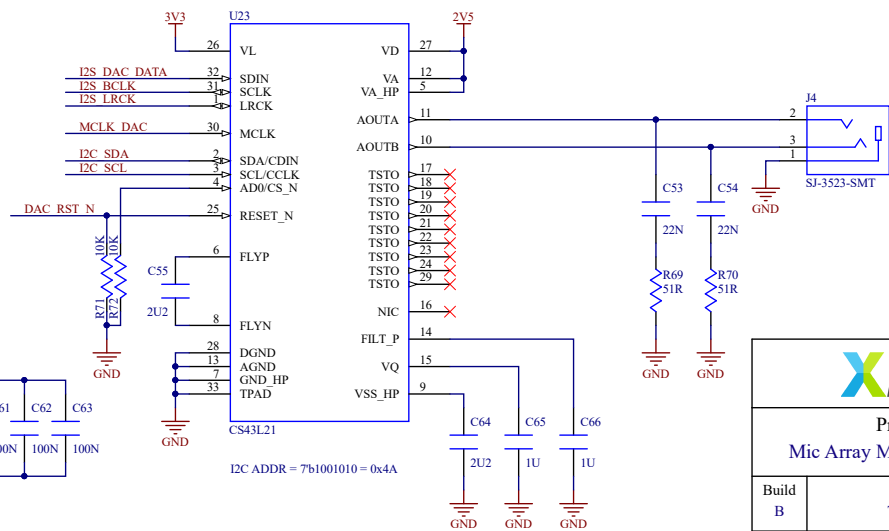 3V3
U23
2V5
26 VL
VD 27
I2S_DAC_DATA 32 SDIN
VA 12
I2S_BCLK 31 SCLK
VA_HP 5
I2S_LRCK 1 LRCK
AOUTA 11
J4
2
MCLK_DAC 30 MCLK
AOUTB 10
3
1
I2C_SDA 2 SDA/CDIN
I2C_SCL 3 SCL/CCLK
TSTO 17
SJ-3523-SMT
4 AD0/CS_N
TSTO 18
TSTO 19
C53
C54
GND
DAC_RST_N 25 RESET_N
TSTO 20
TSTO 21
22N
22N
TSTO 22
10K
10K
6 FLYP
TSTO 23
TSTO 24
C55
TSTO 29
R69
51R
R70
51R
R71
R72
2U2
NIC 16
8 FLYN
FILT_P 14
28 DGND
VQ 15
GND
13 AGND
GND
GND
7 GND_HP
33 TPAD
VSS_HP 9
61
C62
C63
GND
CS43L21
C64
C65
C66
00N
100N
100N
I2C ADDR = 7'b1001010 = 0x4A
2U2
1U
1U
GND
GND
GND
X
Mic Array M
Build
B